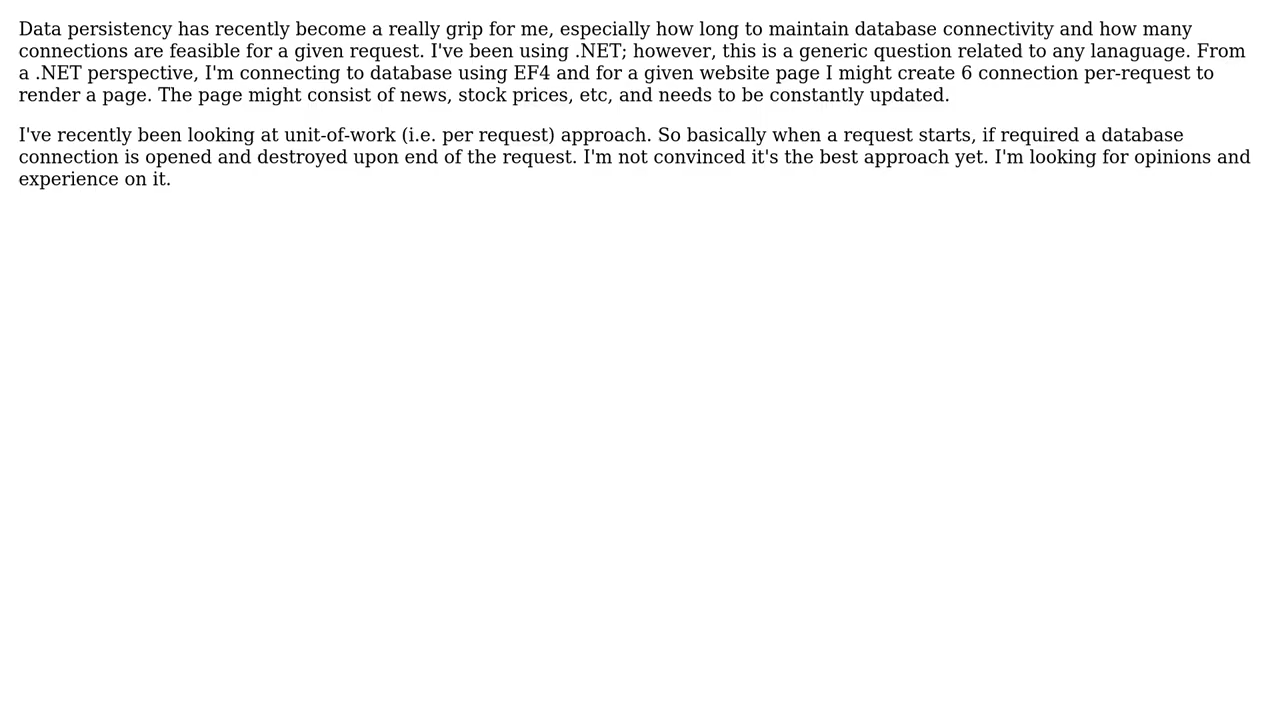 Data persistency has recently become a really grip for me, especially how long to maintain database connectivity and how many
connections are feasible for a given request. I've been using .NET; however, this is a generic question related to any lanaguage. From
a .NET perspective, I'm connecting to database using EF4 and for a given website page I might create 6 connection per-request to
render a page. The page might consist of news, stock prices, etc, and needs to be constantly updated.
I've recently been looking at unit-of-work (i.e. per request) approach. So basically when a request starts, if required a database
connection is opened and destroyed upon end of the request. I'm not convinced it's the best approach yet. I'm looking for opinions and
experience on it.